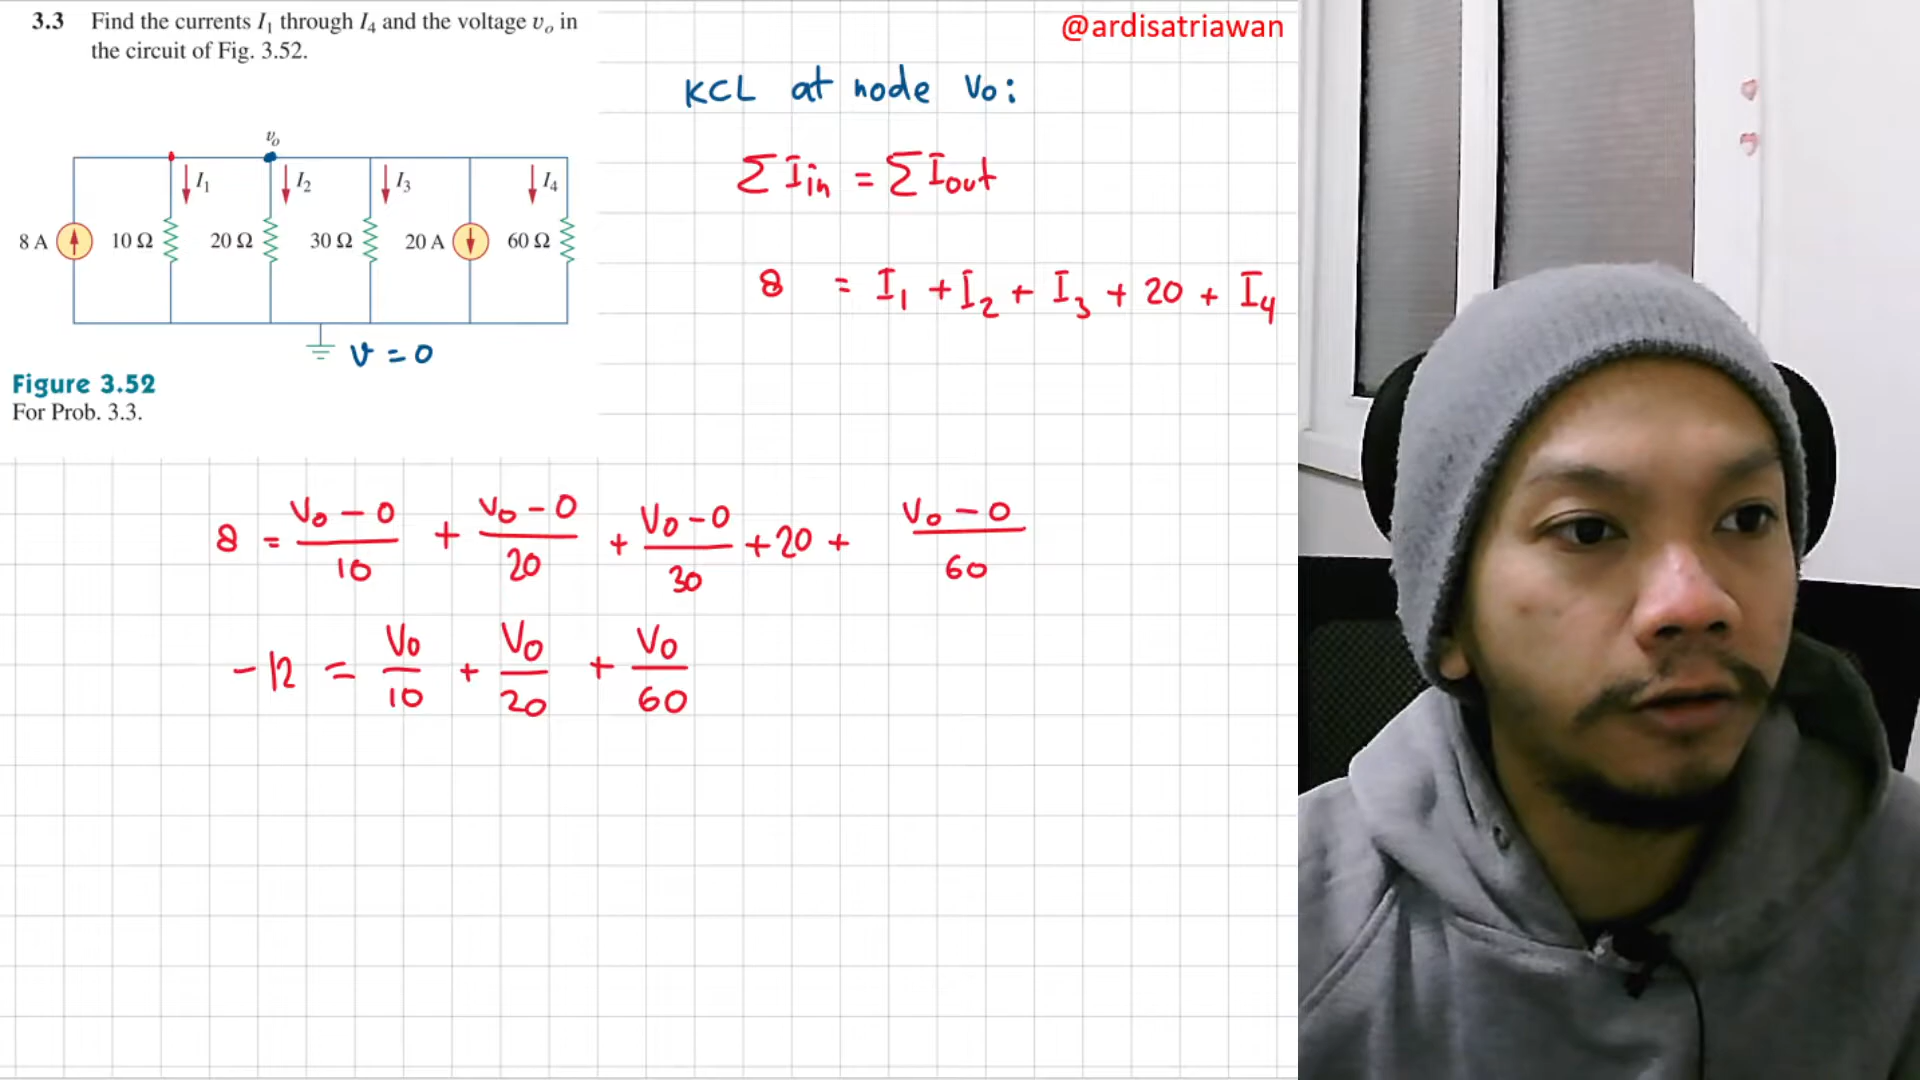 3.3 Find the currents I₁ through I₄ and the voltage vₒ in
the circuit of Fig. 3.52.
@ardisatriawan
KCL at node Vo:
ΣIin = ΣIout
8 = I₁ + I₂ + I₃ + 20 + I₄
vₒ
I₁ I₂ I₃ I₄
8 A 10 Ω 20 Ω 30 Ω 20 A 60 Ω
v = 0
Figure 3.52
For Prob. 3.3.
8 = (Vo - 0)/10 + (Vo - 0)/20 + (Vo - 0)/30 + 20 + (Vo - 0)/60
-12 = Vo/10 + Vo/20 + Vo/60